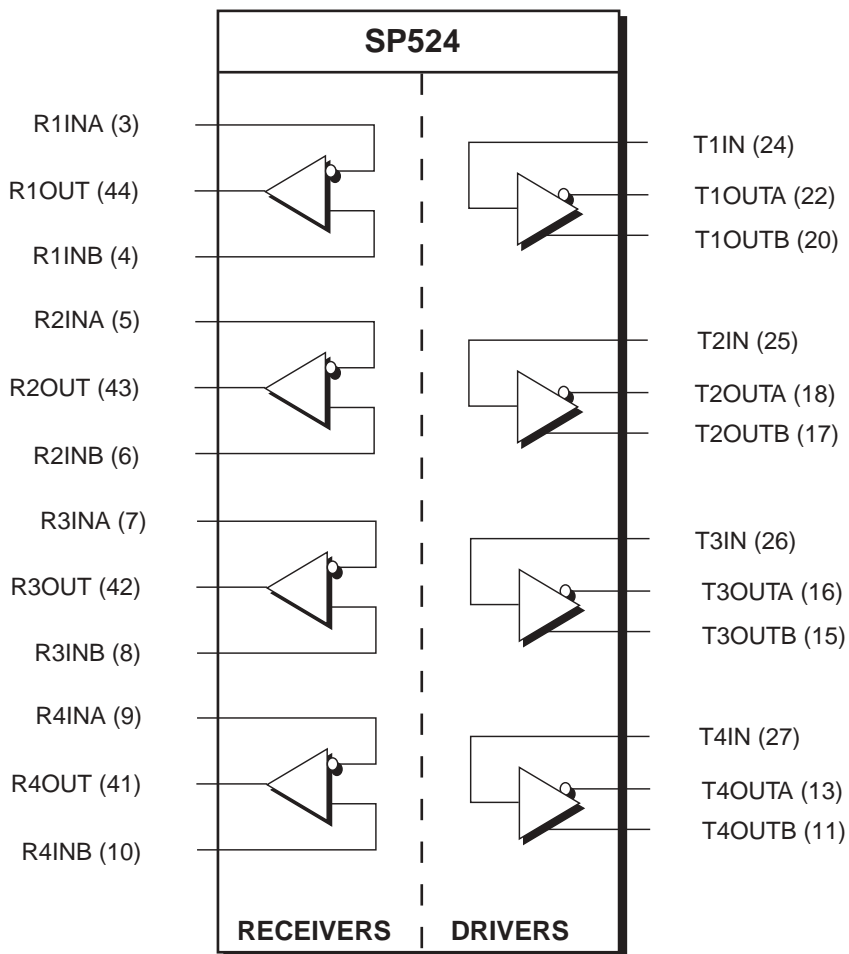 SP524
R1INA (3)
R1OUT (44)
R1INB (4)
R2INA (5)
R2OUT (43)
R2INB (6)
R3INA (7)
R3OUT (42)
R3INB (8)
R4INA (9)
R4OUT (41)
R4INB (10)
T1IN (24)
T1OUTA (22)
T1OUTB (20)
T2IN (25)
T2OUTA (18)
T2OUTB (17)
T3IN (26)
T3OUTA (16)
T3OUTB (15)
T4IN (27)
T4OUTA (13)
T4OUTB (11)
RECEIVERS
DRIVERS